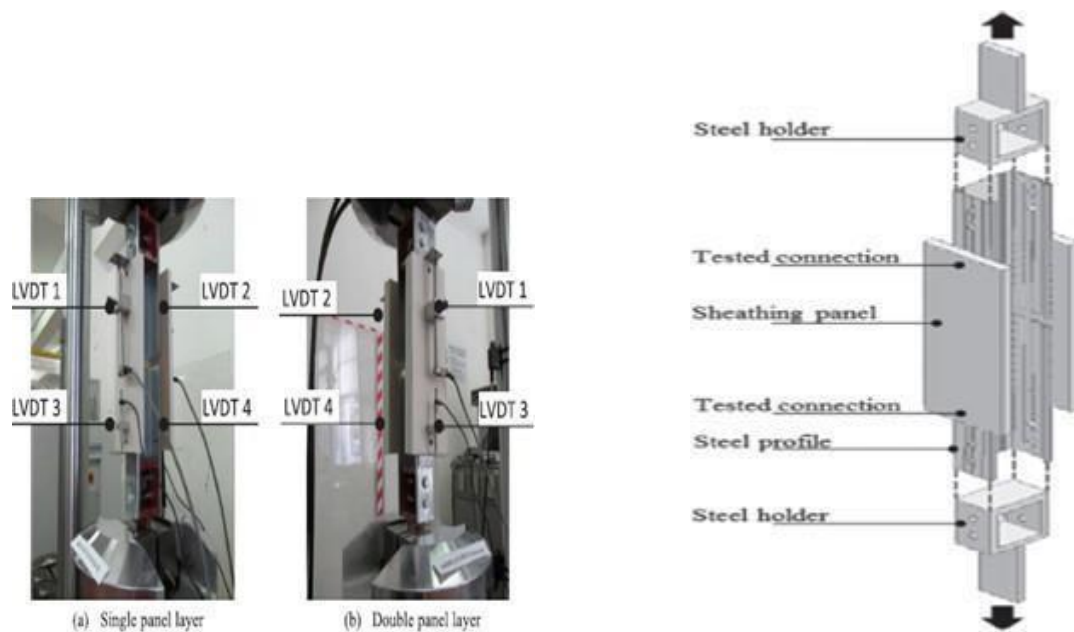 LVDT 1
LVDT 2
LVDT 3
LVDT 4
(a) Single panel layer
LVDT 2
LVDT 1
LVDT 4
LVDT 3
(b) Double panel layer
Steel holder
Tested connection
Sheathing panel
Tested connection
Steel profile
Steel holder